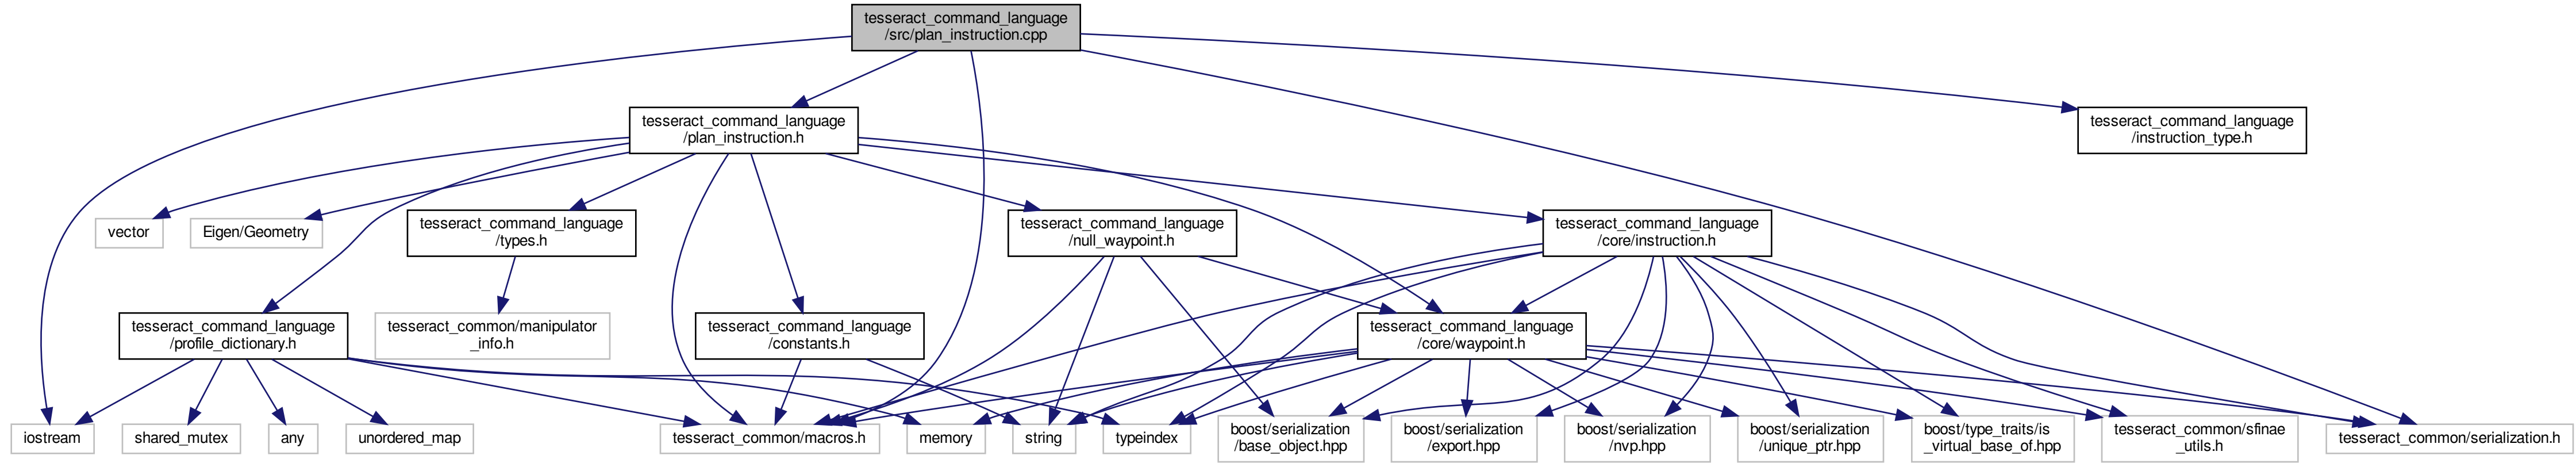 tesseract_command_language
/src/plan_instruction.cpp
tesseract_command_language
/plan_instruction.h
tesseract_command_language
/instruction_type.h
vector
Eigen/Geometry
tesseract_command_language
/types.h
tesseract_command_language
/null_waypoint.h
tesseract_command_language
/core/instruction.h
tesseract_command_language
/profile_dictionary.h
tesseract_common/manipulator
_info.h
tesseract_command_language
/constants.h
tesseract_command_language
/core/waypoint.h
iostream
shared_mutex
any
unordered_map
tesseract_common/macros.h
memory
string
typeindex
boost/serialization
/base_object.hpp
boost/serialization
/export.hpp
boost/serialization
/nvp.hpp
boost/serialization
/unique_ptr.hpp
boost/type_traits/is
_virtual_base_of.hpp
tesseract_common/sfinae
_utils.h
tesseract_common/serialization.h